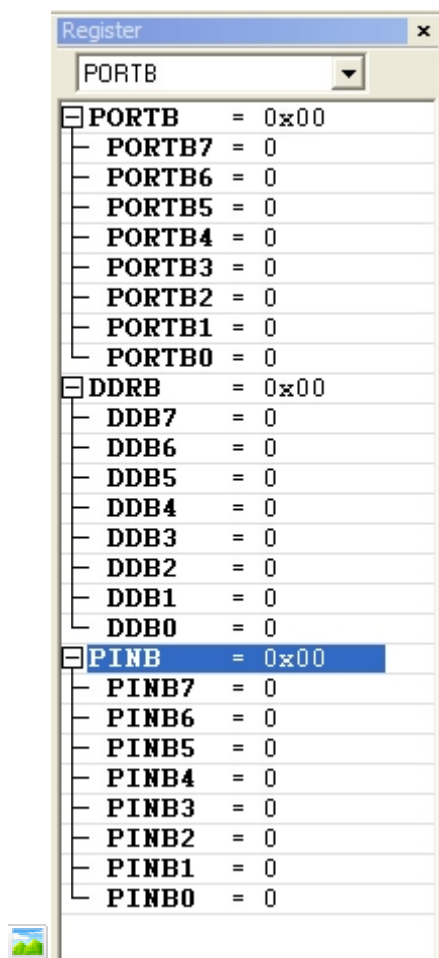 Register
PORTB
PORTB = 0x00
PORTB7 = 0
PORTB6 = 0
PORTB5 = 0
PORTB4 = 0
PORTB3 = 0
PORTB2 = 0
PORTB1 = 0
PORTB0 = 0
DDRB = 0x00
DDB7 = 0
DDB6 = 0
DDB5 = 0
DDB4 = 0
DDB3 = 0
DDB2 = 0
DDB1 = 0
DDB0 = 0
PINB = 0x00
PINB7 = 0
PINB6 = 0
PINB5 = 0
PINB4 = 0
PINB3 = 0
PINB2 = 0
PINB1 = 0
PINB0 = 0